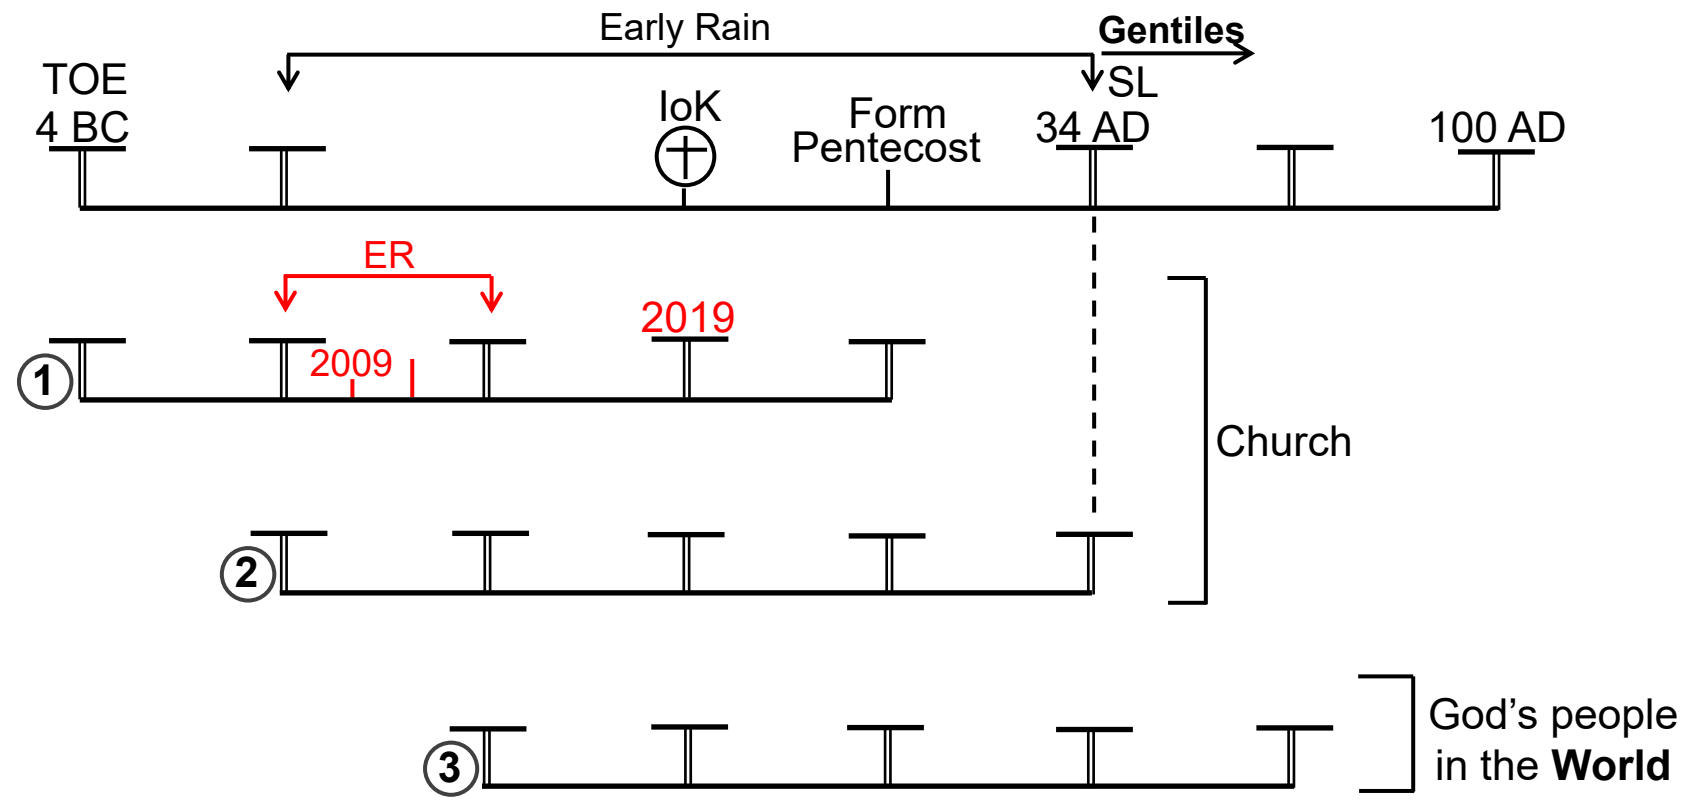 Early Rain
Gentiles
TOE
4 BC
IoK
Form
Pentecost
SL
34 AD
100 AD
ER
2009
2019
1
Church
2
3
God's people
in the World